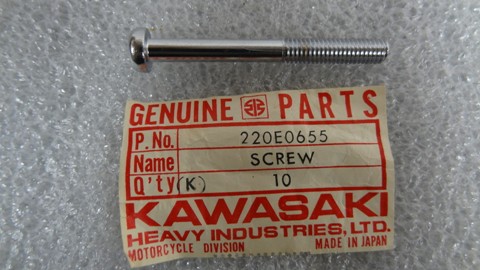 GENUINE PARTS
P.No. 220E0655
Name SCREW
Q'ty(K) 10
KAWASAKI
HEAVY INDUSTRIES, LTD.
MOTORCYCLE DIVISION MADE IN JAPAN